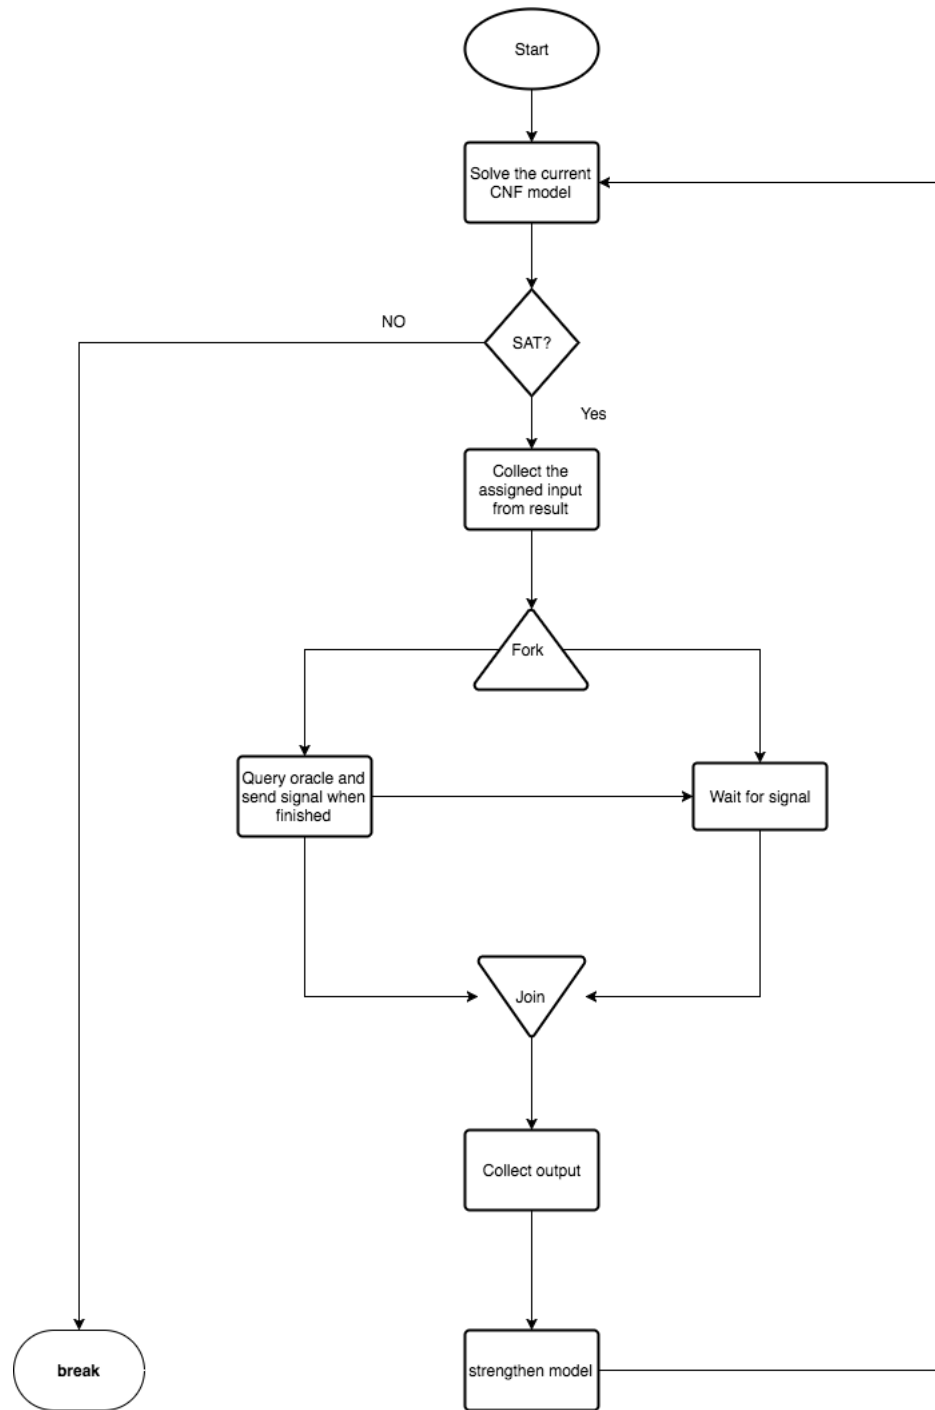 Start
Solve the current
CNF model
NO
SAT?
Yes
Collect the
assigned input
from result
Fork
Query oracle and
send signal when
finished
Wait for signal
Join
Collect output
break
strengthen model